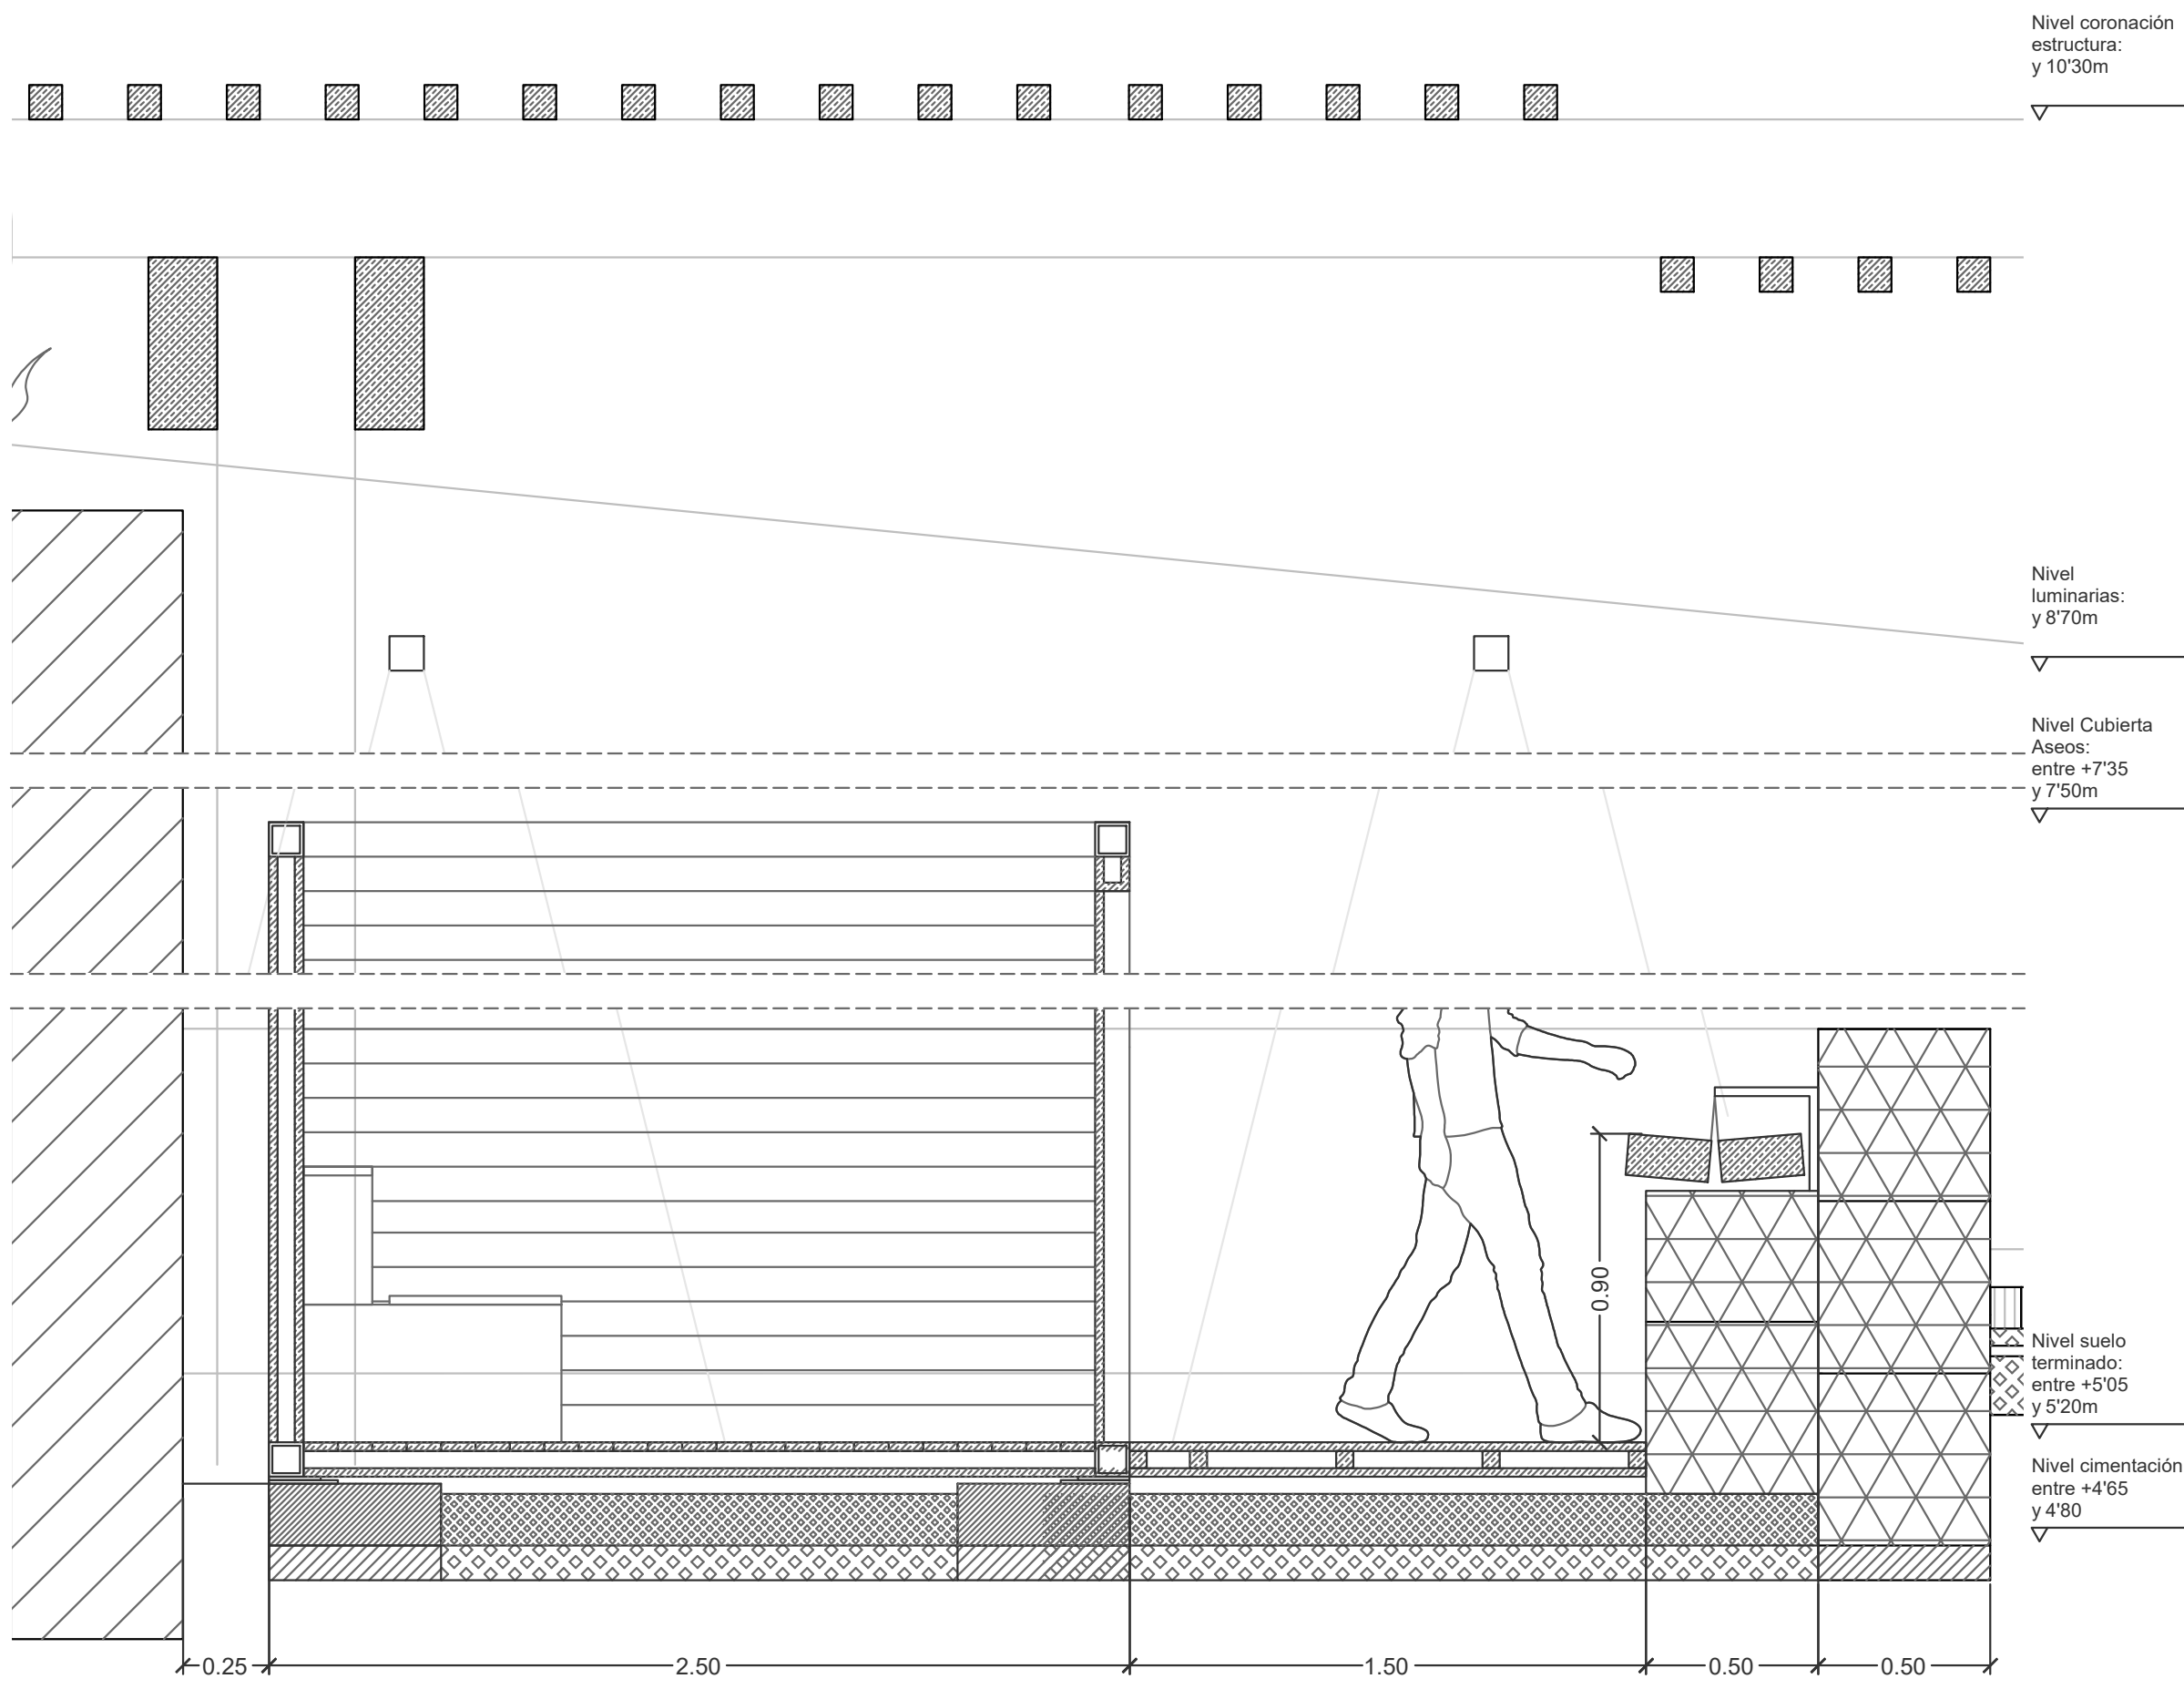 Nivel coronación
estructura:
y 10'30m
Nivel
luminarias:
y 8'70m
Nivel Cubierta
Aseos:
entre +7'35
y 7'50m
0.90
Nivel suelo
terminado:
entre +5'05
y 5'20m
Nivel cimentación
entre +4'65
y 4'80
0.25
2.50
1.50
0.50
0.50